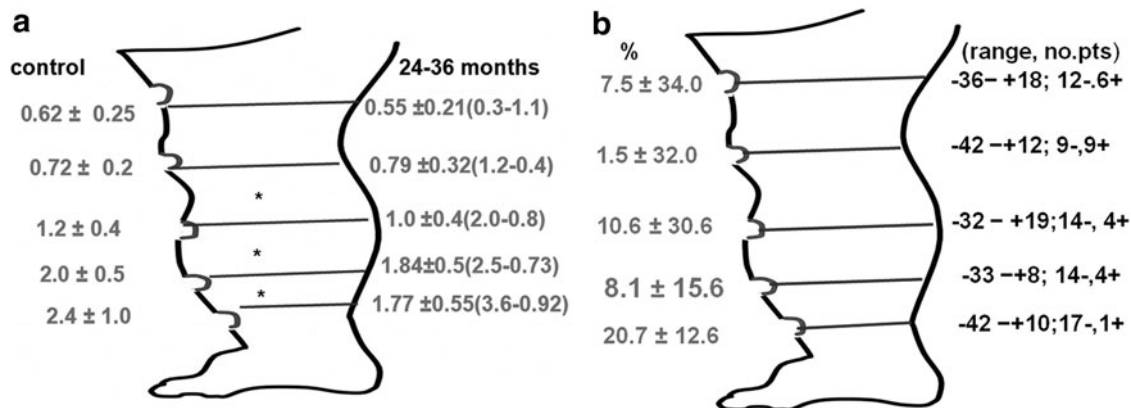 a
control
24-36 months
0.62 ± 0.25
0.55 ±0.21(0.3-1.1)
0.72 ± 0.2
0.79 ±0.32(1.2-0.4)
*
1.2 ± 0.4
1.0 ±0.4(2.0-0.8)
*
2.0 ± 0.5
1.84±0.5(2.5-0.73)
*
2.4 ± 1.0
1.77 ±0.55(3.6-0.92)
b
%
(range, no.pts)
7.5 ± 34.0
-36− +18; 12-.6+
1.5 ± 32.0
-42 −+12; 9-,9+
10.6 ± 30.6
-32 - +19;14-, 4+
8.1 ± 15.6
-33 −+8; 14-,4+
20.7 ± 12.6
-42 −+10;17-,1+